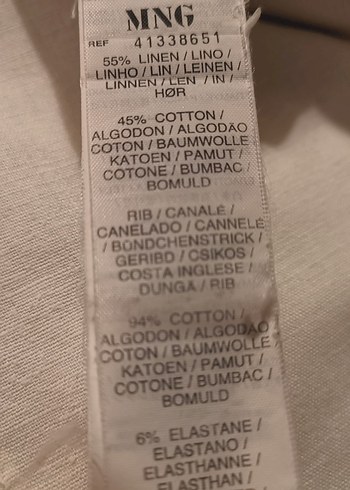 MNG
REF 41338651
55% LINEN / LINO /
LINHO / LIN / LEINEN /
LINNEN / LEN / IN /
HØR
45% COTTON /
ALGODON / ALGODÃO
COTON / BAUMWOLLE
KATOEN / PAMUT /
COTONE / BUMBAC /
BOMULD
RIB / CANALÉ /
CANELADO / CANNELÉ
/ BÜNDCHENSTRICK /
GERIBD / CSIKOS /
COSTA INGLESE /
DUNGA / RIB
94% COTTON /
ALGODON / ALGODÃO
COTON / BAUMWOLLE
KATOEN / PAMUT /
COTONE / BUMBAC /
BOMULD
6% ELASTANE /
ELASTANO /
ELASTHANNE /
ELASTHAN /